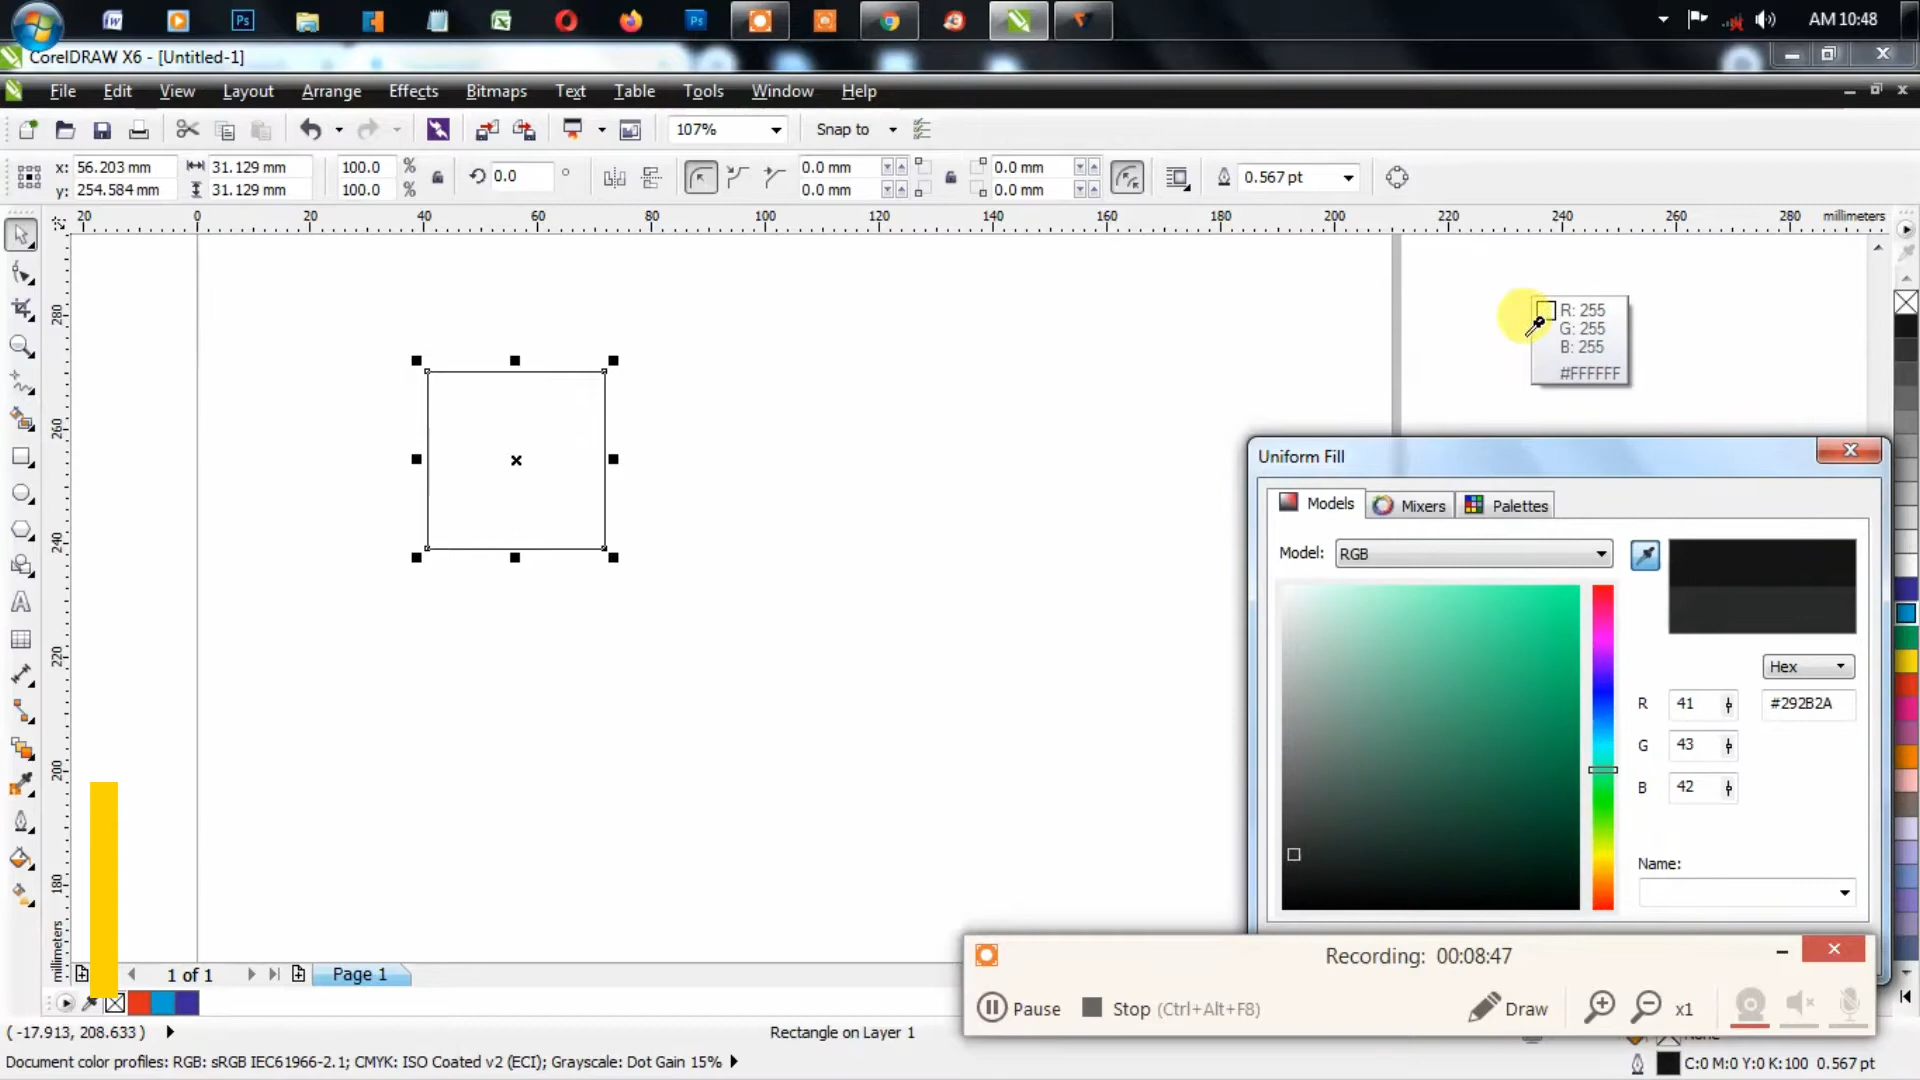 AM 10:48
CorelDRAW X6 - [Untitled-1]
File Edit View Layout Arrange Effects Bitmaps Text Table Tools Window Help
107% Snap to
x: 56.203 mm 31.129 mm 100.0 % 0.0 ° 0.0 mm 0.0 mm 0.567 pt
y: 254.584 mm 31.129 mm 100.0 % 0.0 mm 0.0 mm
20 0 20 40 60 80 100 120 140 160 180 200 220 240 260 280 millimeters
280
260
240
220
200
180
millimeters
R: 255
G: 255
B: 255
#FFFFFF
Uniform Fill
Models Mixers Palettes
Model: RGB
Hex
R 41 #292B2A
G 43
B 42
Name:
Recording: 00:08:47
Pause Stop (Ctrl+Alt+F8) Draw x1
1 of 1 Page 1
( -17.913, 208.633 ) Rectangle on Layer 1
Document color profiles: RGB: sRGB IEC61966-2.1; CMYK: ISO Coated v2 (ECI); Grayscale: Dot Gain 15% C:0 M:0 Y:0 K:100 0.567 pt